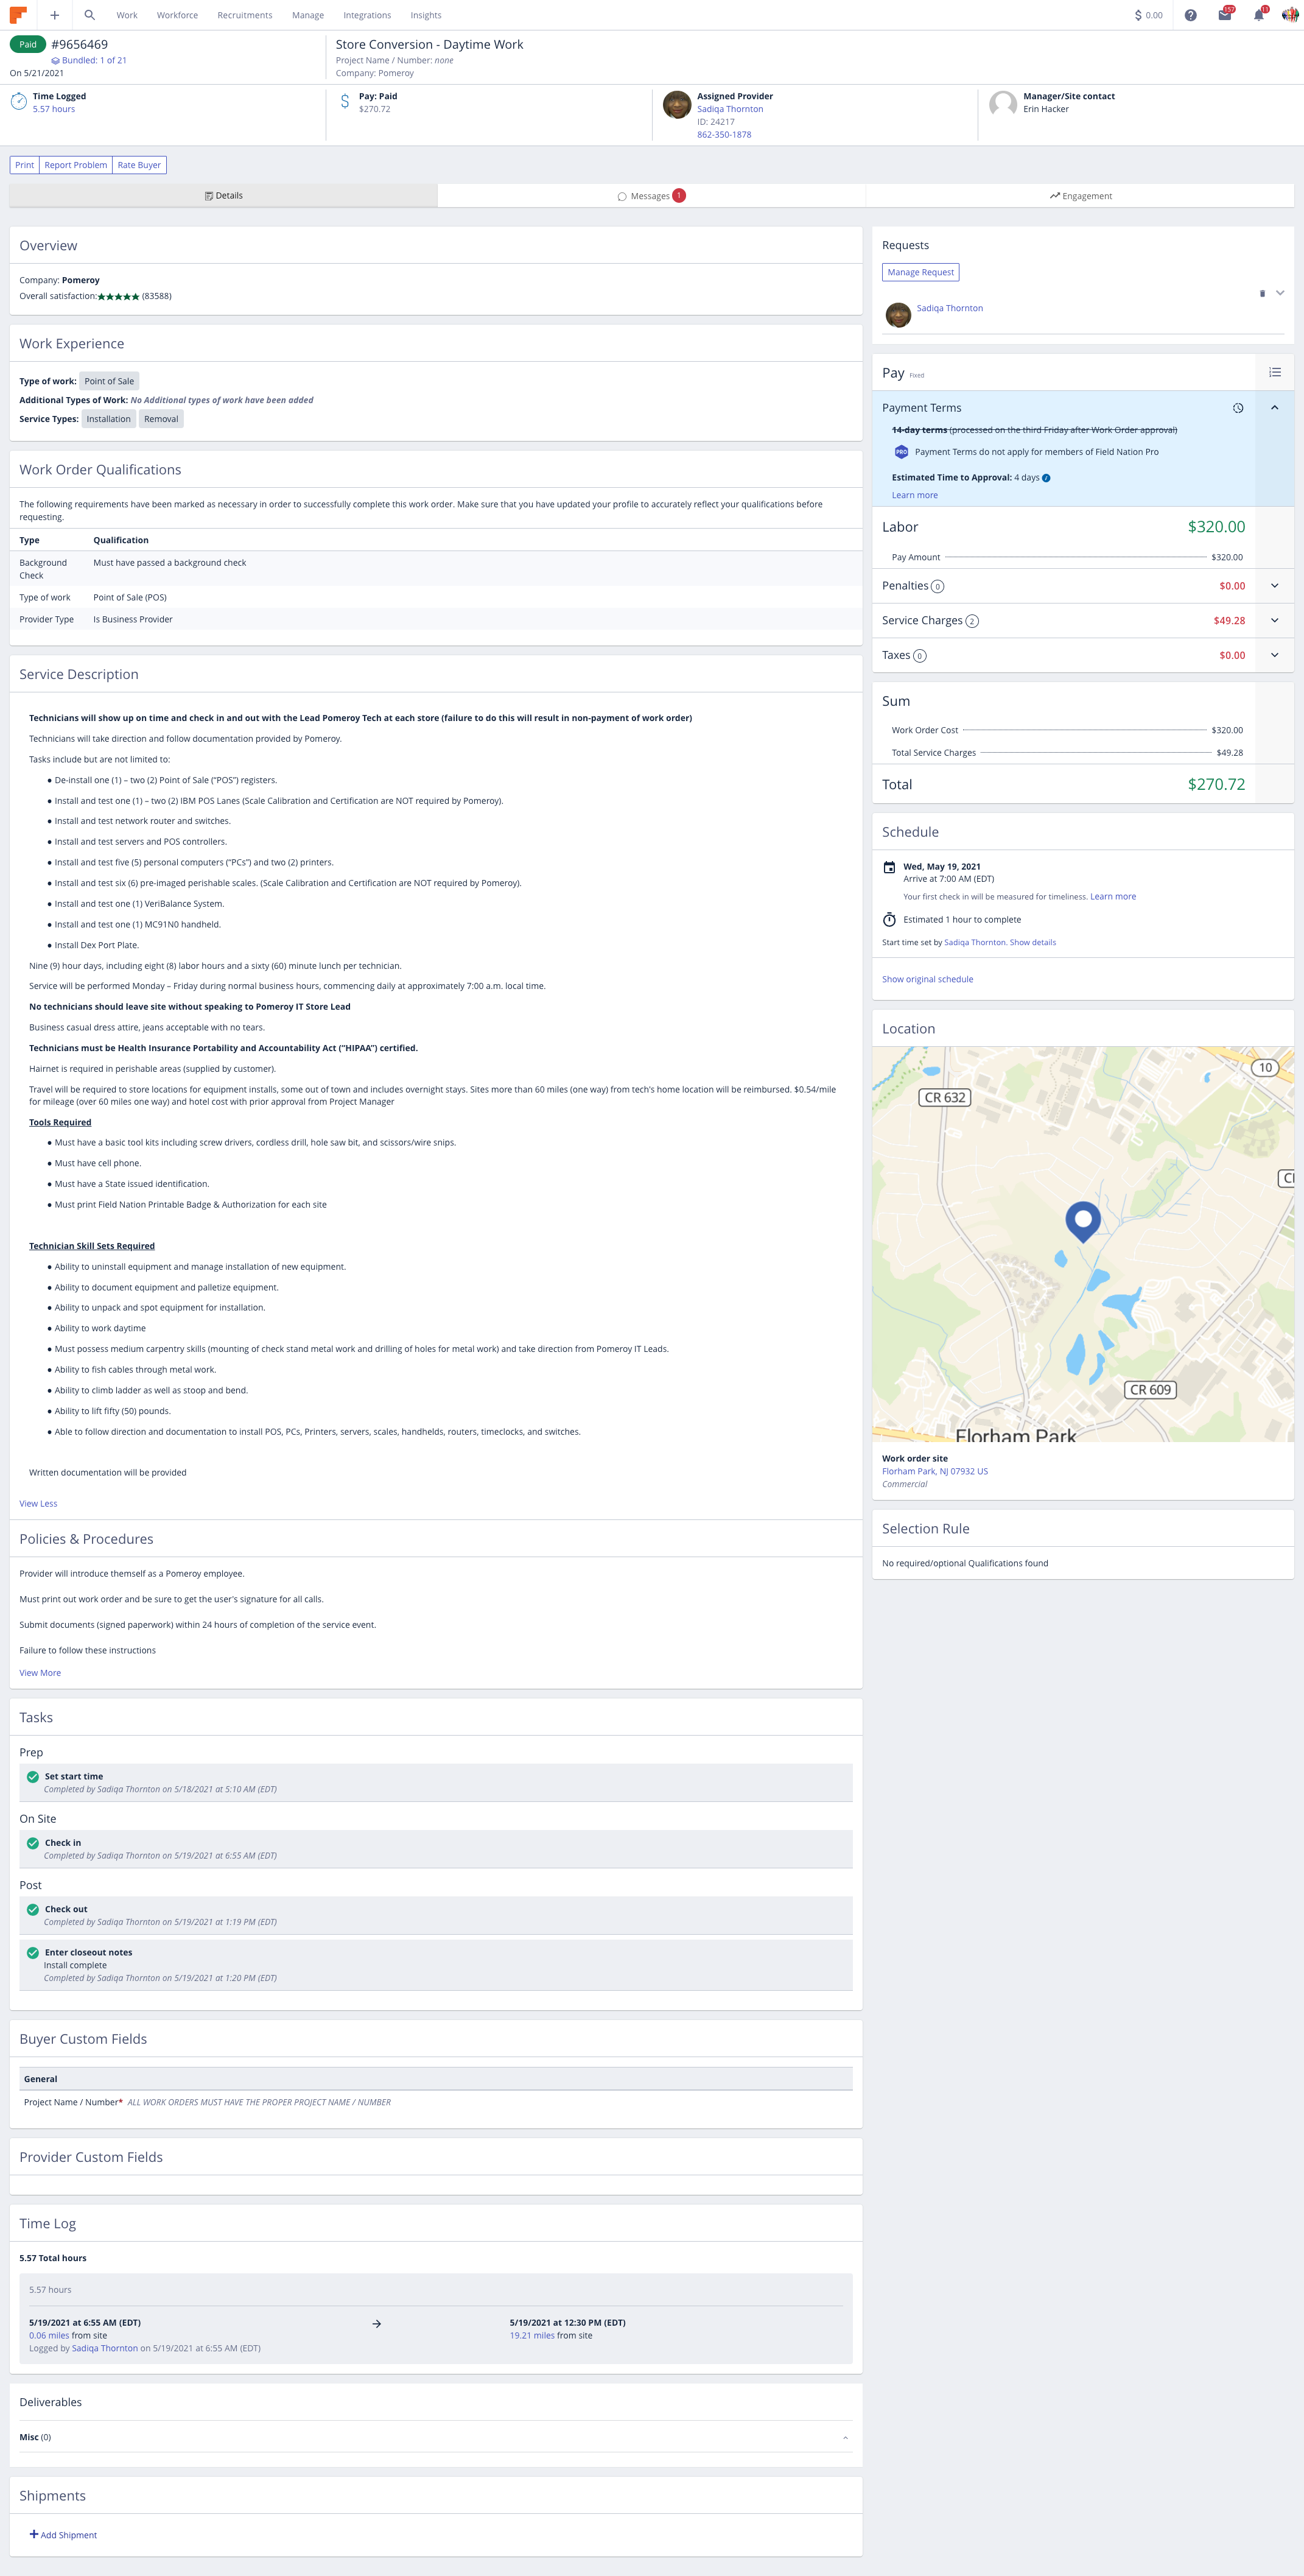 Work Workforce Recruitments Manage Integrations Insights $ 0.00 157 11
Paid #9656469
Bundled: 1 of 21
On 5/21/2021
Store Conversion - Daytime Work
Project Name / Number: none
Company: Pomeroy
Time Logged
5.57 hours
Pay: Paid
$270.72
Assigned Provider
Sadiqa Thornton
ID: 24217
862-350-1878
Manager/Site contact
Erin Hacker
Print Report Problem Rate Buyer
Details Messages 1 Engagement
Overview
Company: Pomeroy
Overall satisfaction:★★★★★ (83588)
Work Experience
Type of work: Point of Sale
Additional Types of Work: No Additional types of work have been added
Service Types: Installation Removal
Work Order Qualifications
The following requirements have been marked as necessary in order to successfully complete this work order. Make sure that you have updated your profile to accurately reflect your qualifications before
requesting.
Type Qualification
Background Must have passed a background check
Check
Type of work Point of Sale (POS)
Provider Type Is Business Provider
Service Description
Technicians will show up on time and check in and out with the Lead Pomeroy Tech at each store (failure to do this will result in non-payment of work order)
Technicians will take direction and follow documentation provided by Pomeroy.
Tasks include but are not limited to:
● De-install one (1) – two (2) Point of Sale (“POS”) registers.
● Install and test one (1) – two (2) IBM POS Lanes (Scale Calibration and Certification are NOT required by Pomeroy).
● Install and test network router and switches.
● Install and test servers and POS controllers.
● Install and test five (5) personal computers (“PCs”) and two (2) printers.
● Install and test six (6) pre-imaged perishable scales. (Scale Calibration and Certification are NOT required by Pomeroy).
● Install and test one (1) VeriBalance System.
● Install and test one (1) MC91N0 handheld.
● Install Dex Port Plate.
Nine (9) hour days, including eight (8) labor hours and a sixty (60) minute lunch per technician.
Service will be performed Monday – Friday during normal business hours, commencing daily at approximately 7:00 a.m. local time.
No technicians should leave site without speaking to Pomeroy IT Store Lead
Business casual dress attire, jeans acceptable with no tears.
Technicians must be Health Insurance Portability and Accountability Act (“HIPAA”) certified.
Hairnet is required in perishable areas (supplied by customer).
Travel will be required to store locations for equipment installs, some out of town and includes overnight stays. Sites more than 60 miles (one way) from tech's home location will be reimbursed. $0.54/mile
for mileage (over 60 miles one way) and hotel cost with prior approval from Project Manager
Tools Required
● Must have a basic tool kits including screw drivers, cordless drill, hole saw bit, and scissors/wire snips.
● Must have cell phone.
● Must have a State issued identification.
● Must print Field Nation Printable Badge & Authorization for each site
Technician Skill Sets Required
● Ability to uninstall equipment and manage installation of new equipment.
● Ability to document equipment and palletize equipment.
● Ability to unpack and spot equipment for installation.
● Ability to work daytime
● Must possess medium carpentry skills (mounting of check stand metal work and drilling of holes for metal work) and take direction from Pomeroy IT Leads.
● Ability to fish cables through metal work.
● Ability to climb ladder as well as stoop and bend.
● Ability to lift fifty (50) pounds.
● Able to follow direction and documentation to install POS, PCs, Printers, servers, scales, handhelds, routers, timeclocks, and switches.
Written documentation will be provided
View Less
Policies & Procedures
Provider will introduce themself as a Pomeroy employee.
Must print out work order and be sure to get the user's signature for all calls.
Submit documents (signed paperwork) within 24 hours of completion of the service event.
Failure to follow these instructions
View More
Tasks
Prep
Set start time
Completed by Sadiqa Thornton on 5/18/2021 at 5:10 AM (EDT)
On Site
Check in
Completed by Sadiqa Thornton on 5/19/2021 at 6:55 AM (EDT)
Post
Check out
Completed by Sadiqa Thornton on 5/19/2021 at 1:19 PM (EDT)
Enter closeout notes
Install complete
Completed by Sadiqa Thornton on 5/19/2021 at 1:20 PM (EDT)
Buyer Custom Fields
General
Project Name / Number* ALL WORK ORDERS MUST HAVE THE PROPER PROJECT NAME / NUMBER
Provider Custom Fields
Time Log
5.57 Total hours
5.57 hours
5/19/2021 at 6:55 AM (EDT) → 5/19/2021 at 12:30 PM (EDT)
0.06 miles from site 19.21 miles from site
Logged by Sadiqa Thornton on 5/19/2021 at 6:55 AM (EDT)
Deliverables
Misc (0)
Shipments
+ Add Shipment
Requests
Manage Request
Sadiqa Thornton
Pay Fixed
Payment Terms
14-day terms (processed on the third Friday after Work Order approval)
PRO Payment Terms do not apply for members of Field Nation Pro
Estimated Time to Approval: 4 days
Learn more
Labor $320.00
Pay Amount $320.00
Penalties 0 $0.00
Service Charges 2 $49.28
Taxes 0 $0.00
Sum
Work Order Cost $320.00
Total Service Charges $49.28
Total $270.72
Schedule
Wed, May 19, 2021
Arrive at 7:00 AM (EDT)
Your first check in will be measured for timeliness. Learn more
Estimated 1 hour to complete
Start time set by Sadiqa Thornton. Show details
Show original schedule
Location
10
CR 632
CR 609
Florham Park
Work order site
Florham Park, NJ 07932 US
Commercial
Selection Rule
No required/optional Qualifications found